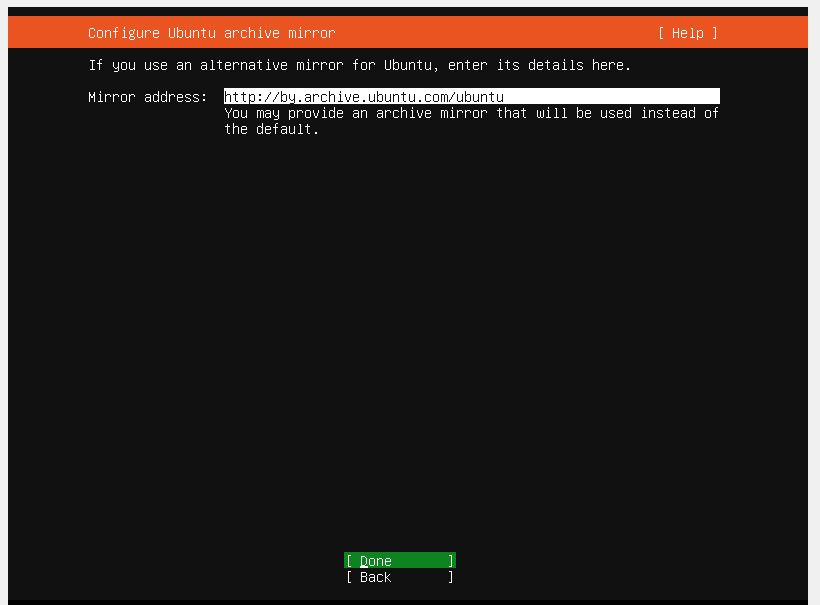 Configure Ubuntu archive mirror [ Help ]
If you use an alternative mirror for Ubuntu, enter its details here.
Mirror address: http://by.archive.ubuntu.com/ubuntu
You may provide an archive mirror that will be used instead of
the default.
[ Done ]
[ Back ]